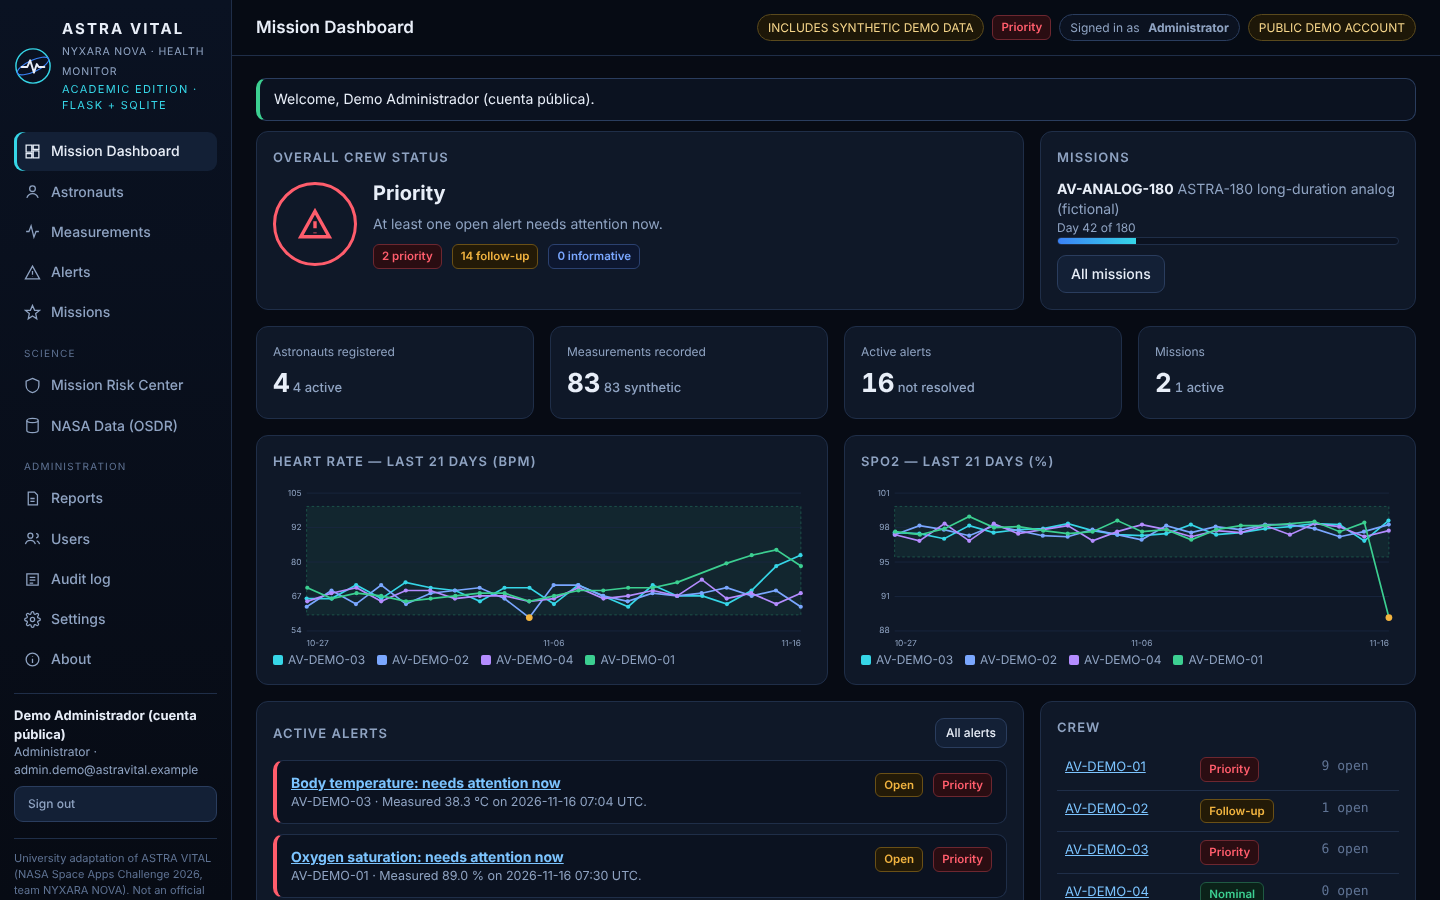 ASTRA VITAL
NYXARA NOVA · HEALTH
MONITOR
ACADEMIC EDITION ·
FLASK + SQLITE
Mission Dashboard
Astronauts
Measurements
Alerts
Missions
SCIENCE
Mission Risk Center
NASA Data (OSDR)
ADMINISTRATION
Reports
Users
Audit log
Settings
About
Demo Administrador (cuenta
pública)
Administrator ·
admin.demo@astravital.example
Sign out
University adaptation of ASTRA VITAL
(NASA Space Apps Challenge 2026,
team NYXARA NOVA). Not an official
Mission Dashboard
INCLUDES SYNTHETIC DEMO DATA
Priority
Signed in as Administrator
PUBLIC DEMO ACCOUNT
Welcome, Demo Administrador (cuenta pública).
OVERALL CREW STATUS
Priority
At least one open alert needs attention now.
2 priority
14 follow-up
0 informative
MISSIONS
AV-ANALOG-180 ASTRA-180 long-duration analog
(fictional)
Day 42 of 180
All missions
Astronauts registered
4 4 active
Measurements recorded
83 83 synthetic
Active alerts
16 not resolved
Missions
2 1 active
HEART RATE — LAST 21 DAYS (BPM)
105
92
80
67
54
10-27
11-06
11-16
AV-DEMO-03
AV-DEMO-02
AV-DEMO-04
AV-DEMO-01
SPO2 — LAST 21 DAYS (%)
101
98
95
91
88
10-27
11-06
11-16
AV-DEMO-03
AV-DEMO-02
AV-DEMO-04
AV-DEMO-01
ACTIVE ALERTS
All alerts
Body temperature: needs attention now
Open
Priority
AV-DEMO-03 · Measured 38.3 °C on 2026-11-16 07:04 UTC.
Oxygen saturation: needs attention now
Open
Priority
AV-DEMO-01 · Measured 89.0 % on 2026-11-16 07:30 UTC.
CREW
AV-DEMO-01 Priority 9 open
AV-DEMO-02 Follow-up 1 open
AV-DEMO-03 Priority 6 open
AV-DEMO-04 Nominal 0 open